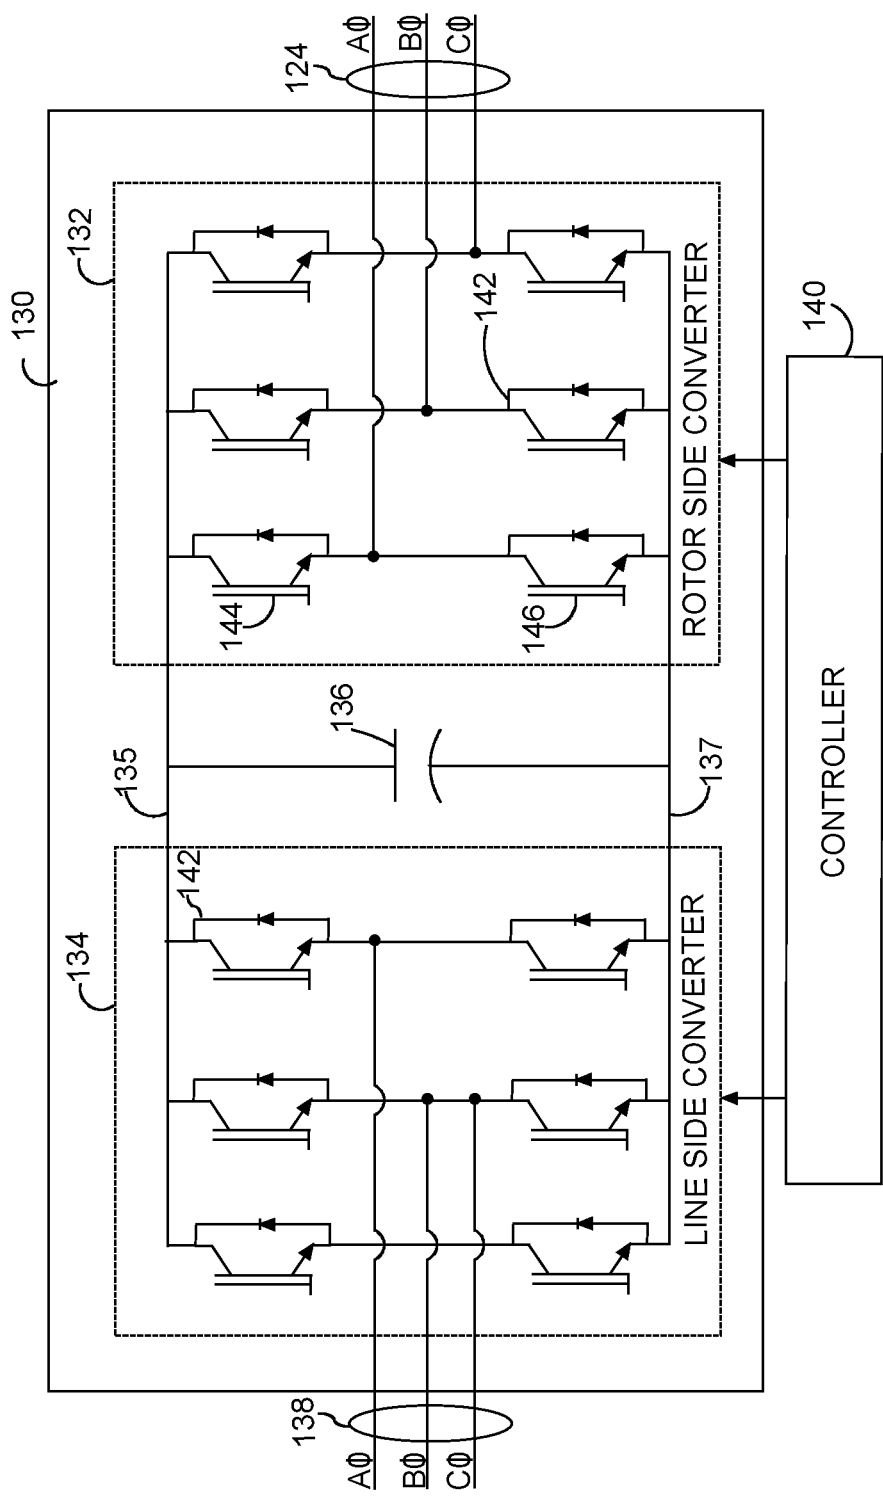 130
132
134
135
136
137
124
138
140
142
142
144
146
AΦ
BΦ
CΦ
AΦ
BΦ
CΦ
LINE SIDE CONVERTER
ROTOR SIDE CONVERTER
CONTROLLER